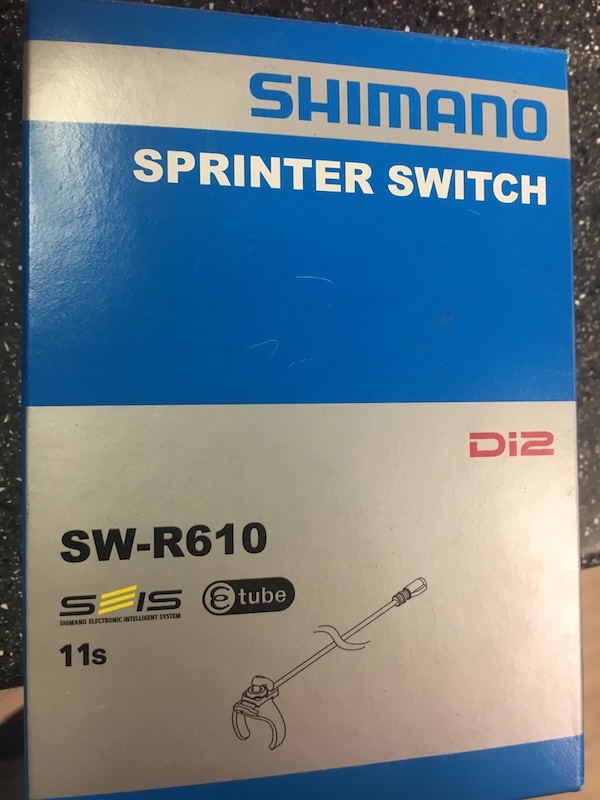 SHIMANO
SPRINTER SWITCH
Di2
SW-R610
SEIS
SHIMANO ELECTRONIC INTELLIGENT SYSTEM
E tube
11s